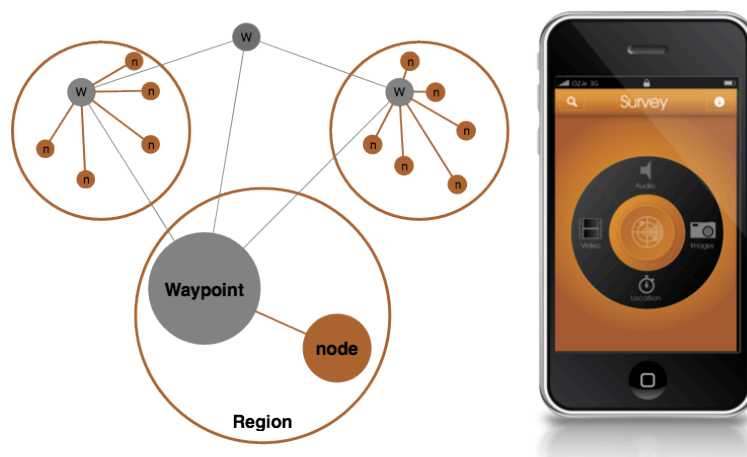 w
n
w
n
n
n
n
w
n
n
n
n
n
n
Waypoint
node
Region
O2.ie 3G
Survey
i
Audio
Video
Images
Location